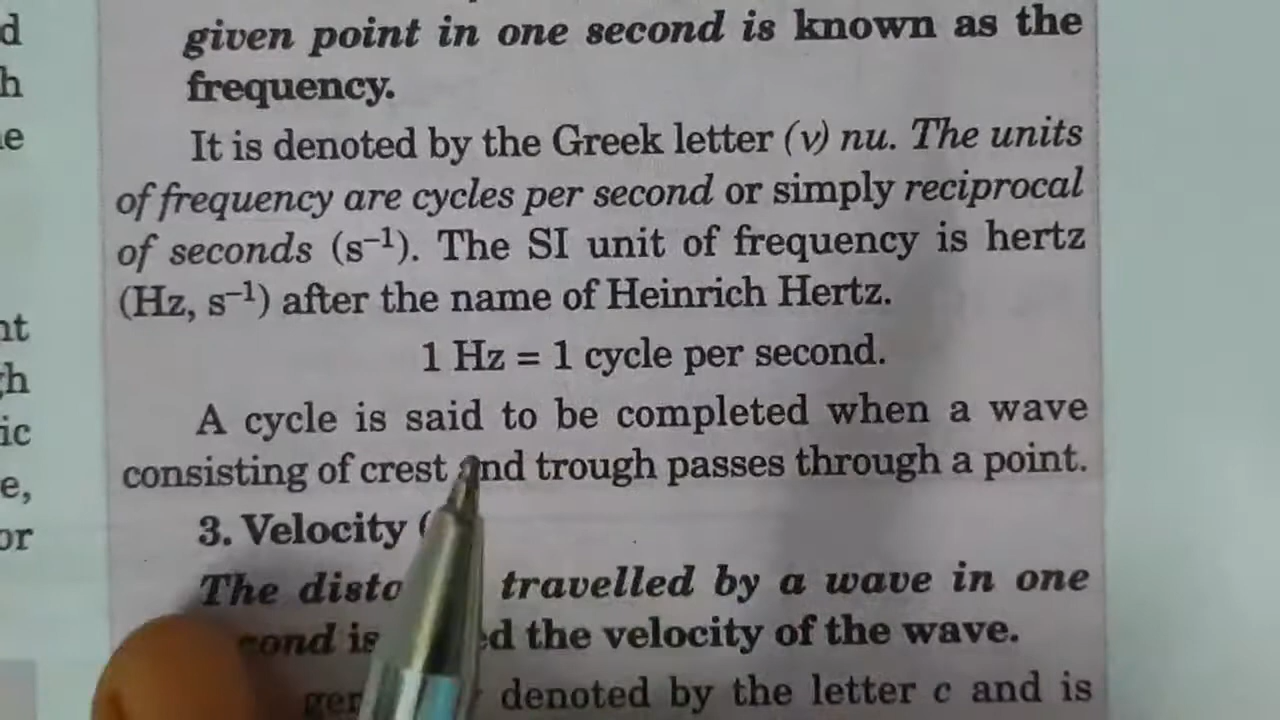 given point in one second is known as the
frequency.
It is denoted by the Greek letter (ν) nu. The units
of frequency are cycles per second or simply reciprocal
of seconds (s⁻¹). The SI unit of frequency is hertz
(Hz, s⁻¹) after the name of Heinrich Hertz.
1 Hz = 1 cycle per second.
A cycle is said to be completed when a wave
consisting of crest and trough passes through a point.
3. Velocity (
The travelled by a wave in one
is the velocity of the wave.
denoted by the letter c and is